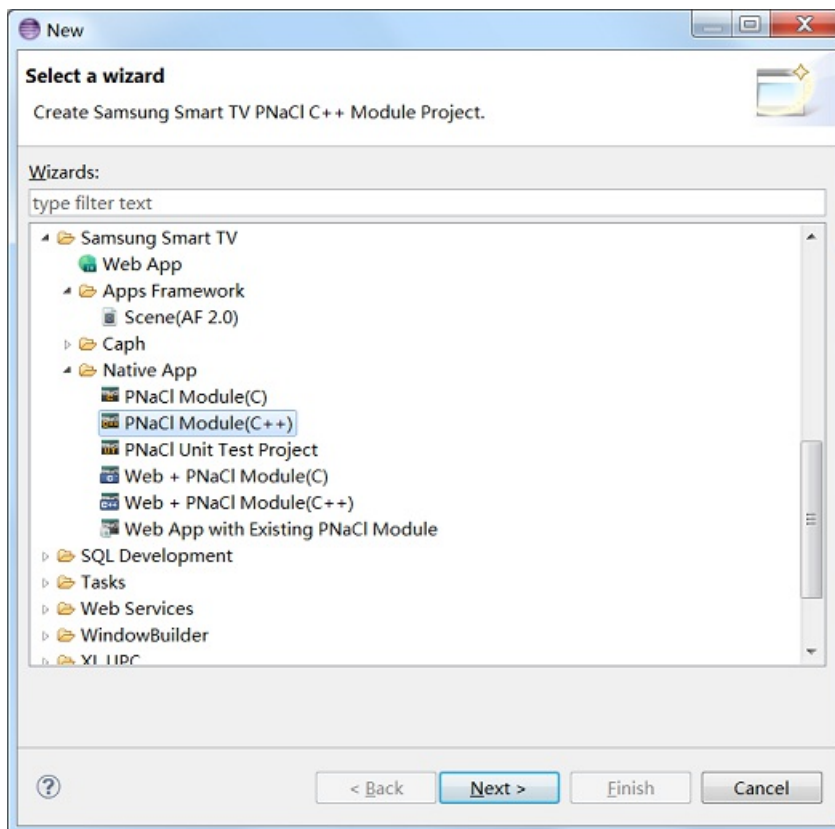 New
Select a wizard
Create Samsung Smart TV PNaCl C++ Module Project.
Wizards:
type filter text
Samsung Smart TV
Web App
Apps Framework
Scene(AF 2.0)
Caph
Native App
PNaCl Module(C)
PNaCl Module(C++)
PNaCl Unit Test Project
Web + PNaCl Module(C)
Web + PNaCl Module(C++)
Web App with Existing PNaCl Module
SQL Development
Tasks
Web Services
WindowBuilder
< Back
Next >
Finish
Cancel